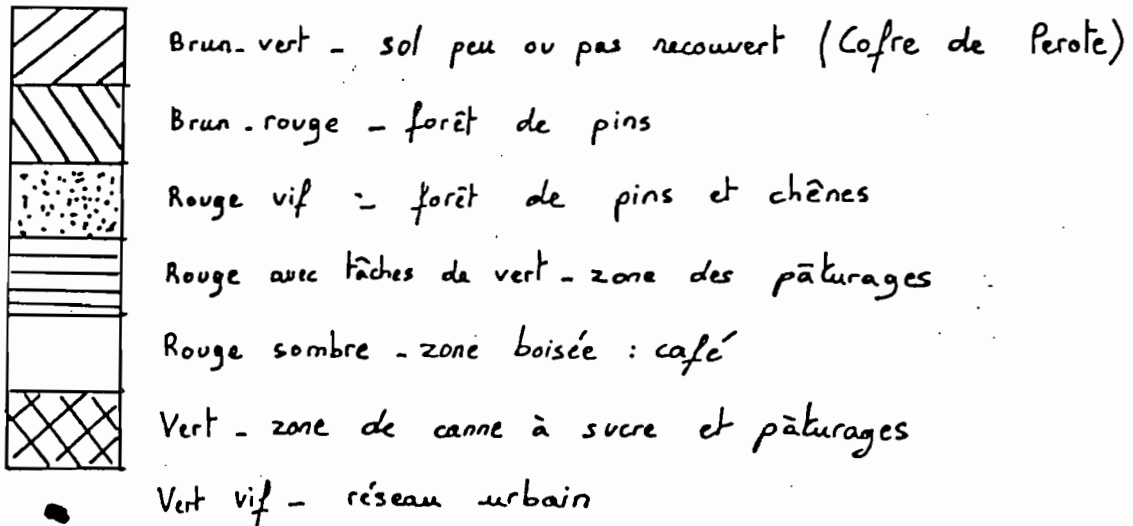 Brun-vert - sol peu ou pas recouvert (Cofre de Perote)
Brun-rouge - forêt de pins
Rouge vif - forêt de pins et chênes
Rouge avec tâches de vert - zone des pâturages
Rouge sombre - zone boisée : café
Vert - zone de canne à sucre et pâturages
Vert vif - réseau urbain